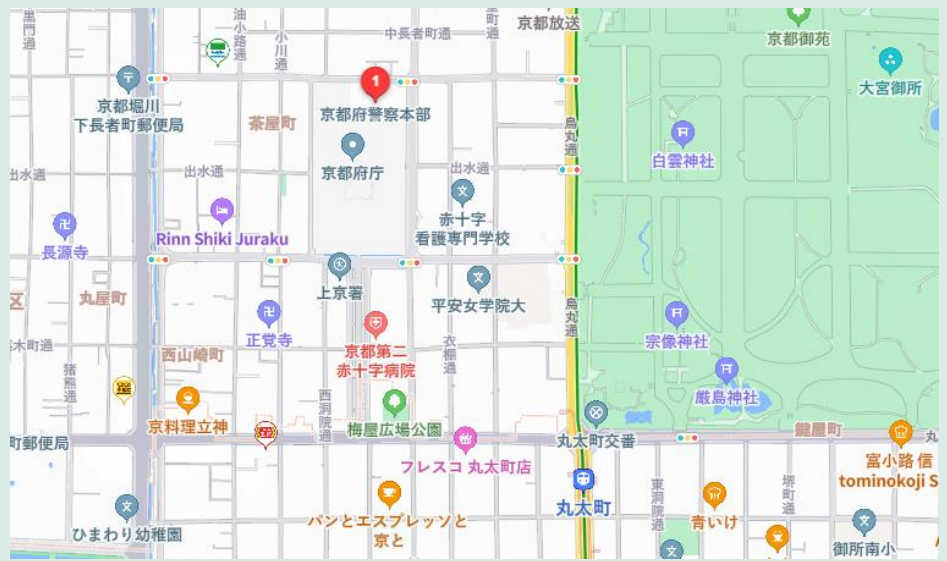 黒門通
油小路通
小川通
中長者町通
室町通
京都放送
京都御苑
大宮御所
1
京都堀川
下長者町郵便局
茶屋町
京都府警察本部
烏丸通
白雲神社
京都府庁
出水通
出水通
出水通
赤十字
看護専門学校
長源寺
Rinn Shiki Juraku
上京署
平安女学院大
区
丸屋町
正覚寺
烏丸通
宗像神社
京都第二
赤十字病院
木町通
西山崎町
衣棚通
猪熊通
厳島神社
西洞院通
京料理立神
梅屋広場公園
町郵便局
丸太町交番
鍵屋町
丸
フレスコ 丸太町店
富小路 信
tominokoji S
丸太町
東洞院通
堺町通
パンとエスプレッソと
京と
青いけ
ひまわり幼稚園
御所南小